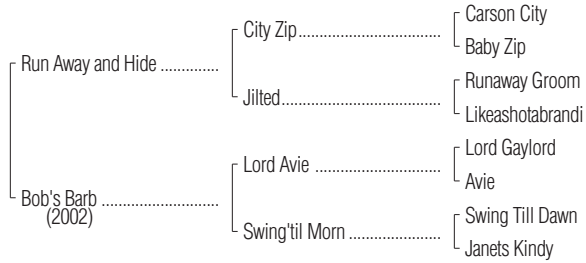 Carson City
City Zip
Baby Zip
Run Away and Hide
Runaway Groom
Jilted
Likeashotabrandi
Lord Gaylord
Lord Avie
Avie
Bob's Barb
(2002)
Swing Till Dawn
Swing'til Morn
Janets Kindy